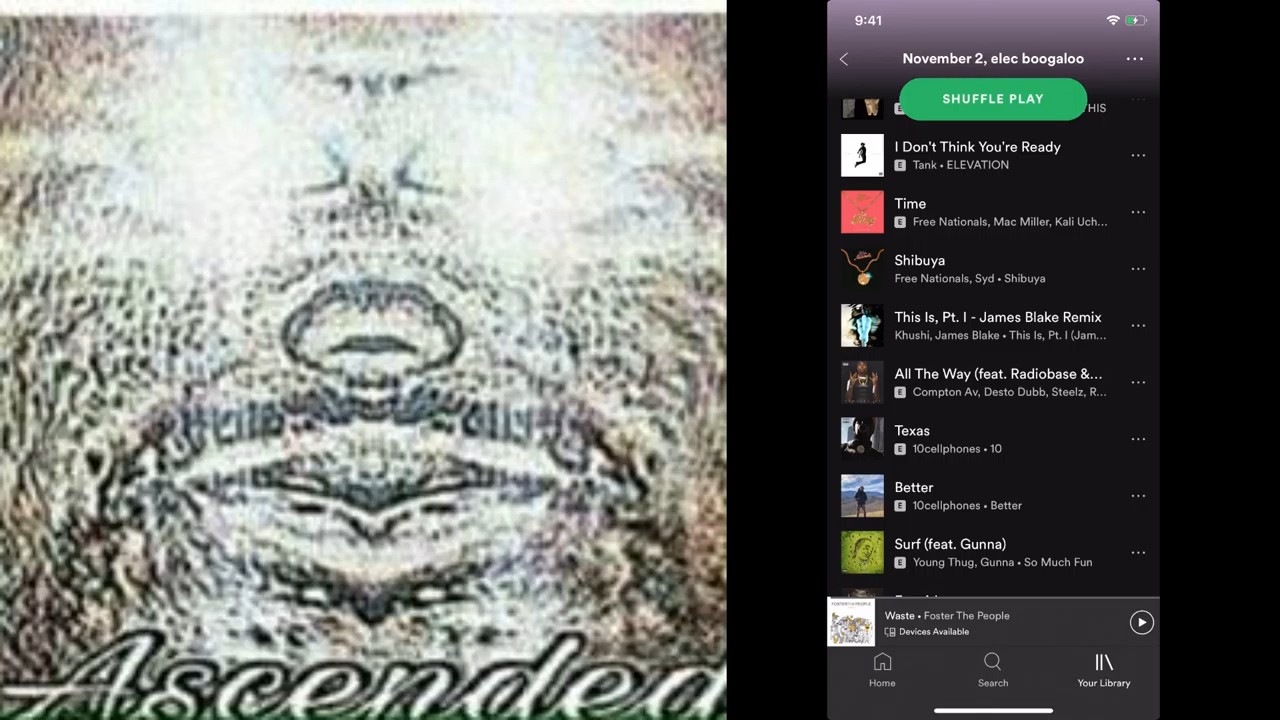 Ascended
9:41
November 2, elec boogaloo
SHUFFLE PLAY
HIS
I Don't Think You're Ready
E Tank • ELEVATION
Time
E Free Nationals, Mac Miller, Kali Uch...
Shibuya
Free Nationals, Syd • Shibuya
This Is, Pt. I - James Blake Remix
Khushi, James Blake • This Is, Pt. I (Jam...
All The Way (feat. Radiobase &...
E Compton Av, Desto Dubb, Steelz, R...
Texas
E 10cellphones • 10
Better
E 10cellphones • Better
Surf (feat. Gunna)
E Young Thug, Gunna • So Much Fun
FOSTER THE PEOPLE
Waste • Foster The People
Devices Available
Home
Search
Your Library